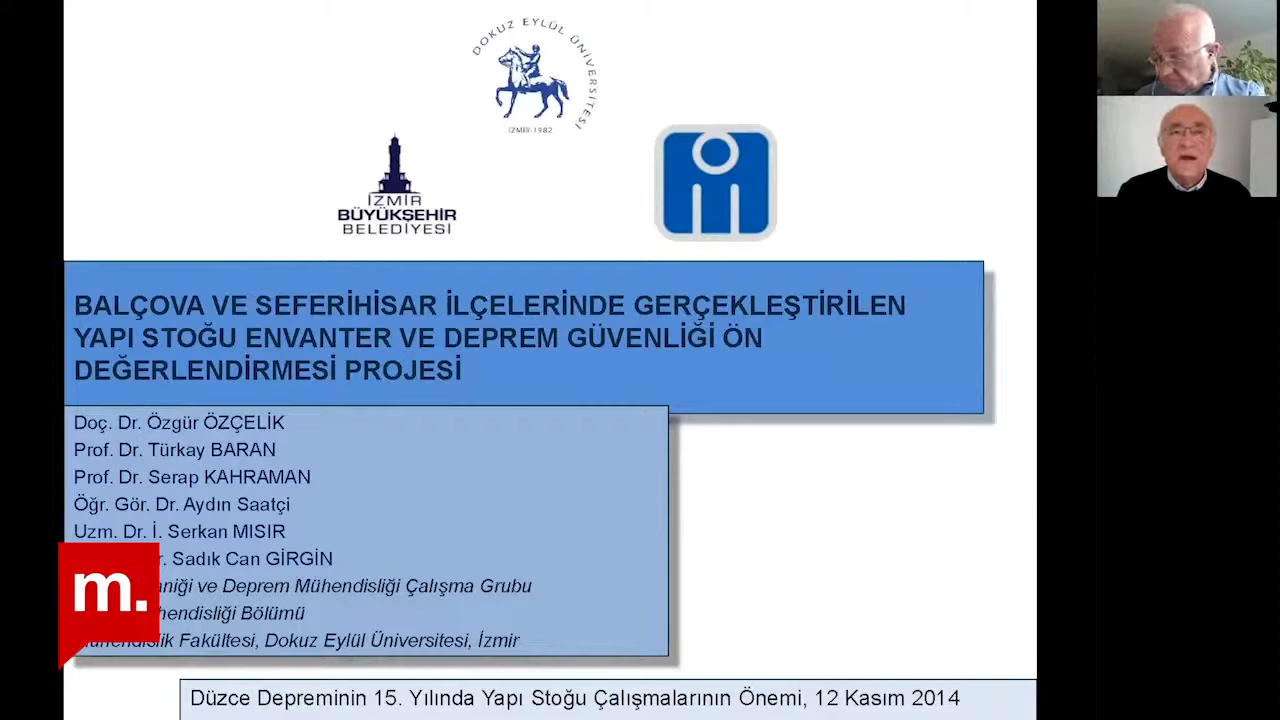 DOKUZ EYLÜL ÜNİVERSİTESİ
İZMİR-1982
İZMİR
BÜYÜKŞEHİR
BELEDİYESİ
BALÇOVA VE SEFERİHİSAR İLÇELERİNDE GERÇEKLEŞTİRİLEN
YAPI STOĞU ENVANTER VE DEPREM GÜVENLİĞİ ÖN
DEĞERLENDİRMESİ PROJESİ
Doç. Dr. Özgür ÖZÇELİK
Prof. Dr. Türkay BARAN
Prof. Dr. Serap KAHRAMAN
Öğr. Gör. Dr. Aydın Saatçi
Uzm. Dr. İ. Serkan MISIR
Sadık Can GİRGİN
ve Deprem Mühendisliği Çalışma Grubu
Bölümü
Fakültesi, Dokuz Eylül Üniversitesi, İzmir
m.
Düzce Depreminin 15. Yılında Yapı Stoğu Çalışmalarının Önemi, 12 Kasım 2014